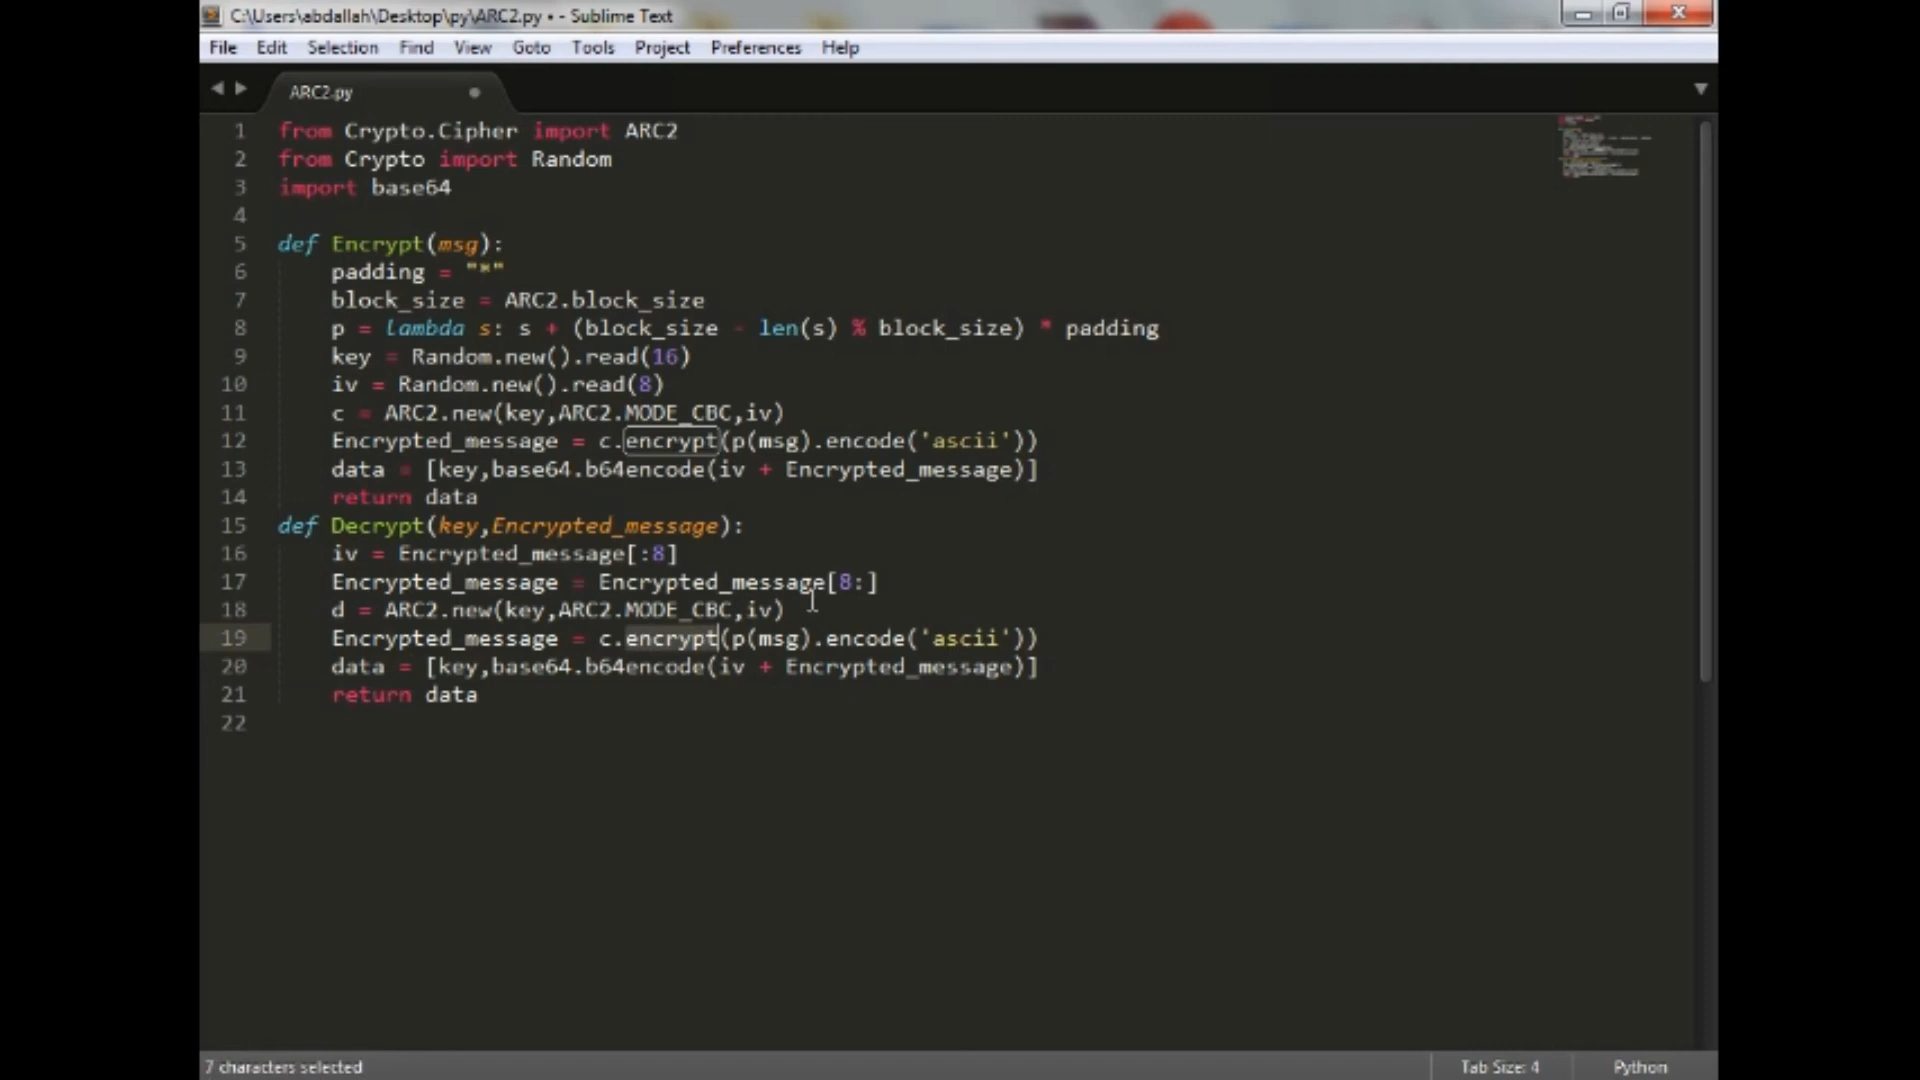 C:\Users\abdallah\Desktop\py\ARC2.py • - Sublime Text
File Edit Selection Find View Goto Tools Project Preferences Help
ARC2.py
1 from Crypto.Cipher import ARC2
2 from Crypto import Random
3 import base64
4
5 def Encrypt(msg):
6 padding = "*"
7 block_size = ARC2.block_size
8 p = lambda s: s + (block_size - len(s) % block_size) * padding
9 key = Random.new().read(16)
10 iv = Random.new().read(8)
11 c = ARC2.new(key,ARC2.MODE_CBC,iv)
12 Encrypted_message = c.encrypt(p(msg).encode('ascii'))
13 data = [key,base64.b64encode(iv + Encrypted_message)]
14 return data
15 def Decrypt(key,Encrypted_message):
16 iv = Encrypted_message[:8]
17 Encrypted_message = Encrypted_message[8:]
18 d = ARC2.new(key,ARC2.MODE_CBC,iv)
19 Encrypted_message = c.encrypt(p(msg).encode('ascii'))
20 data = [key,base64.b64encode(iv + Encrypted_message)]
21 return data
22
7 characters selected Tab Size: 4 Python